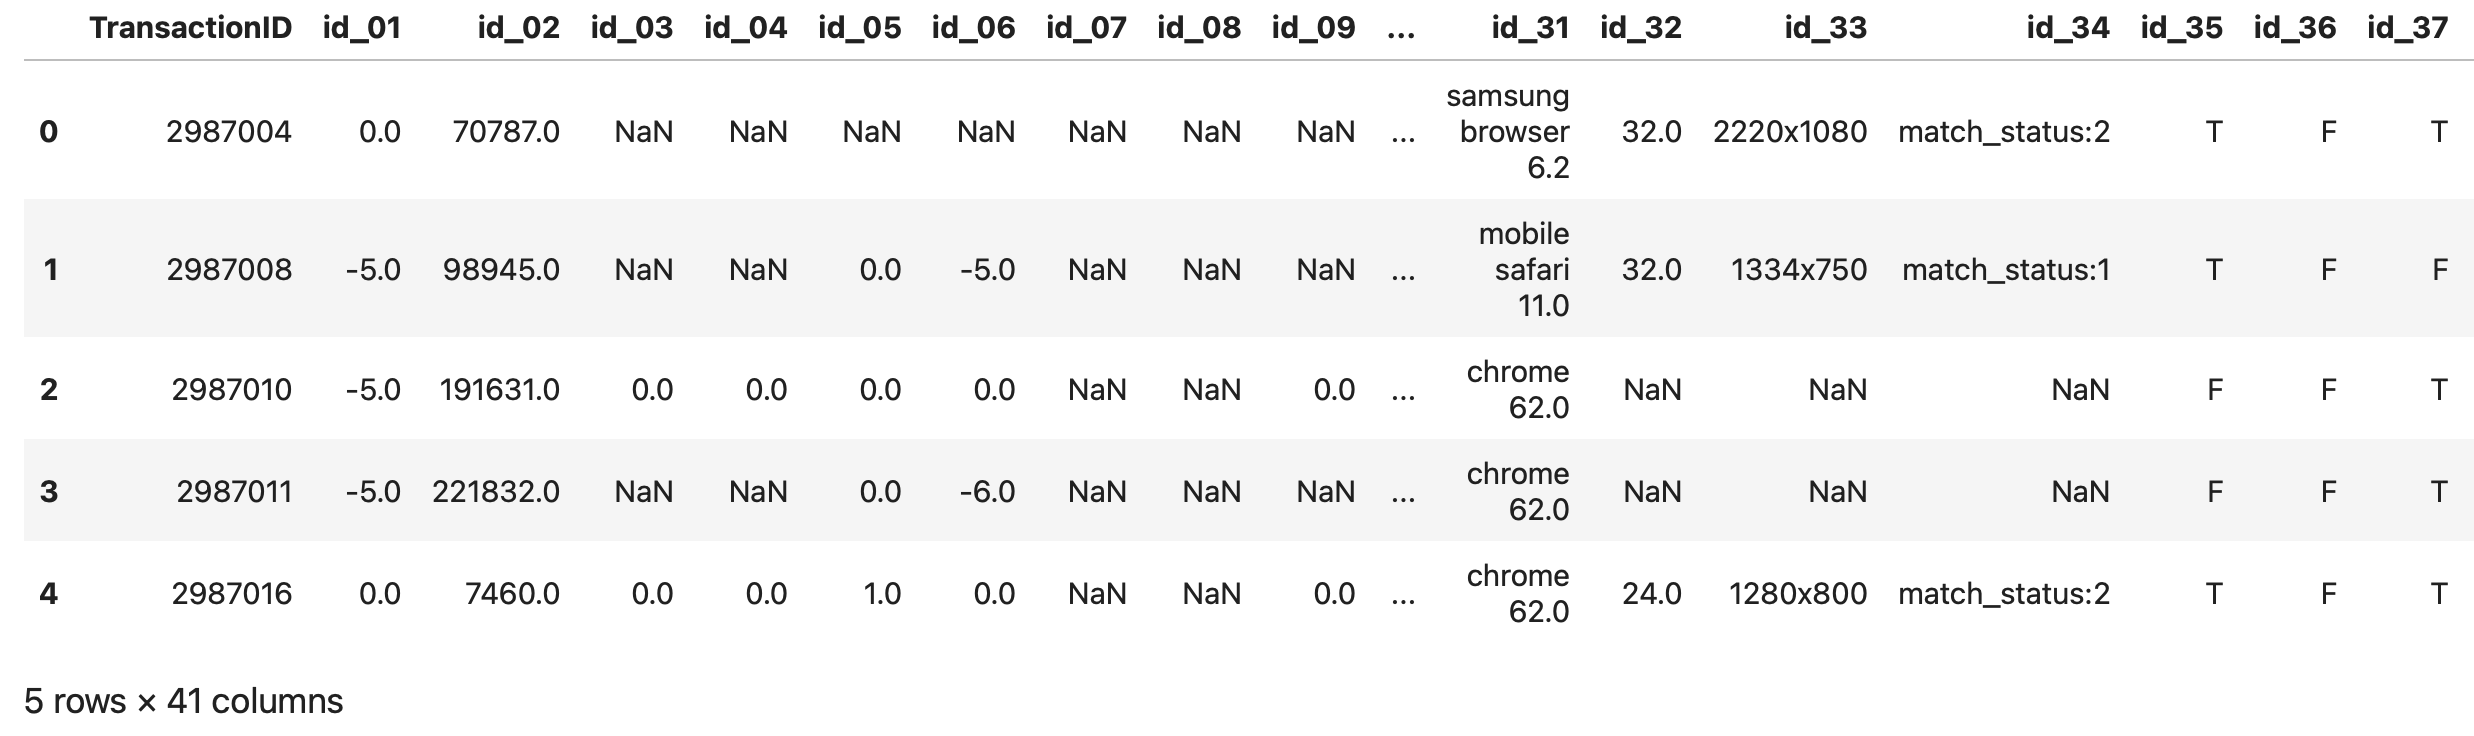 TransactionID id_01 id_02 id_03 id_04 id_05 id_06 id_07 id_08 id_09 ... id_31 id_32 id_33 id_34 id_35 id_36 id_37
0 2987004 0.0 70787.0 NaN NaN NaN NaN NaN NaN NaN ... samsung browser 6.2 32.0 2220x1080 match_status:2 T F T
1 2987008 -5.0 98945.0 NaN NaN 0.0 -5.0 NaN NaN NaN ... mobile safari 11.0 32.0 1334x750 match_status:1 T F F
2 2987010 -5.0 191631.0 0.0 0.0 0.0 0.0 NaN NaN 0.0 ... chrome 62.0 NaN NaN NaN F F T
3 2987011 -5.0 221832.0 NaN NaN 0.0 -6.0 NaN NaN NaN ... chrome 62.0 NaN NaN NaN F F T
4 2987016 0.0 7460.0 0.0 0.0 1.0 0.0 NaN NaN 0.0 ... chrome 62.0 24.0 1280x800 match_status:2 T F T
5 rows × 41 columns